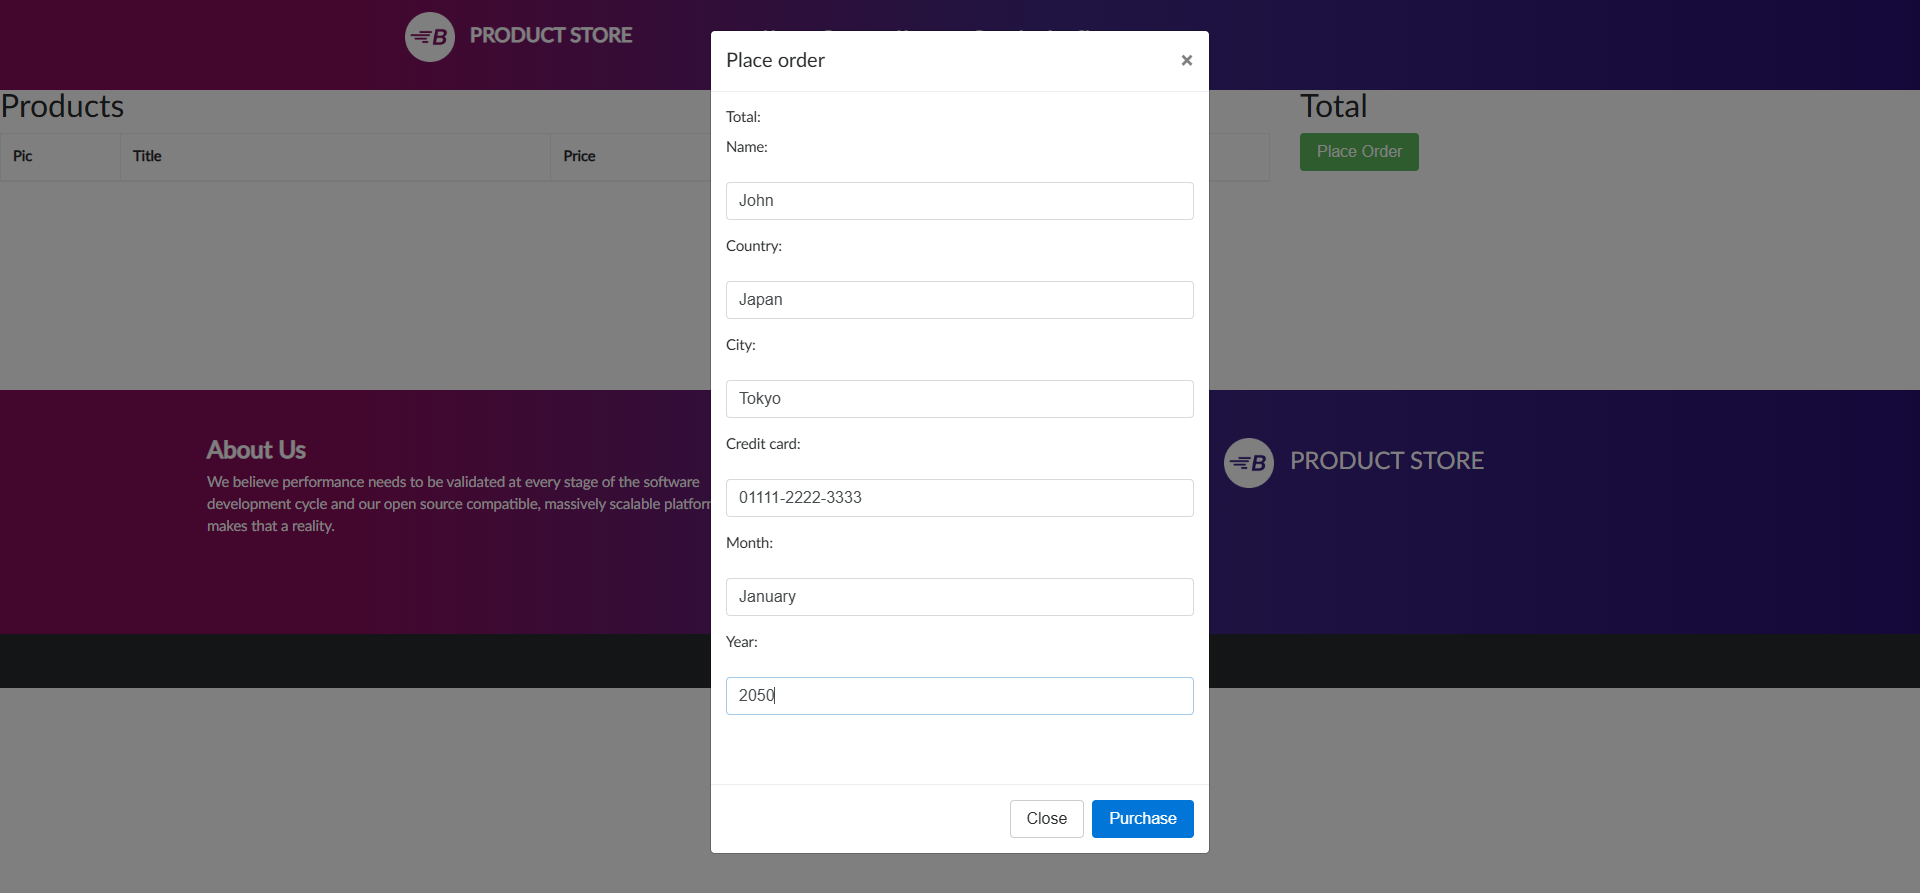 B PRODUCT STORE
Place order ×
Products
Total
Pic Title Price
Place Order
Total:
Name:
John
Country:
Japan
City:
Tokyo
Credit card:
01111-2222-3333
Month:
January
Year:
2050
Close Purchase
About Us
We believe performance needs to be validated at every stage of the software
development cycle and our open source compatible, massively scalable platfor
makes that a reality.
B PRODUCT STORE